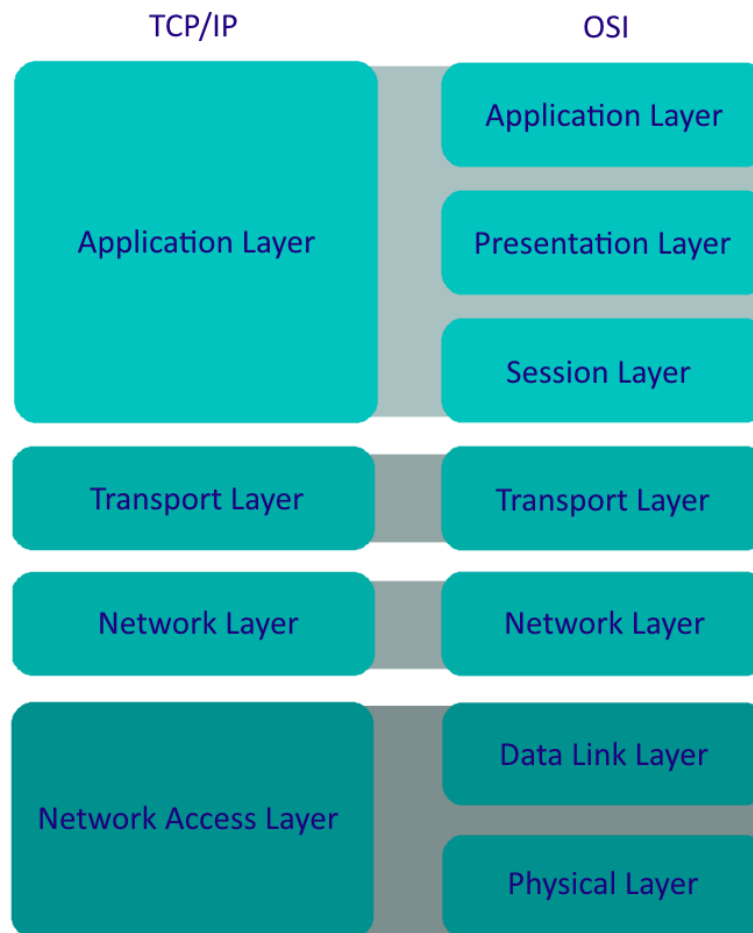 TCP/IP
OSI
Application Layer
Application Layer
Presentation Layer
Session Layer
Transport Layer
Transport Layer
Network Layer
Network Layer
Network Access Layer
Data Link Layer
Physical Layer